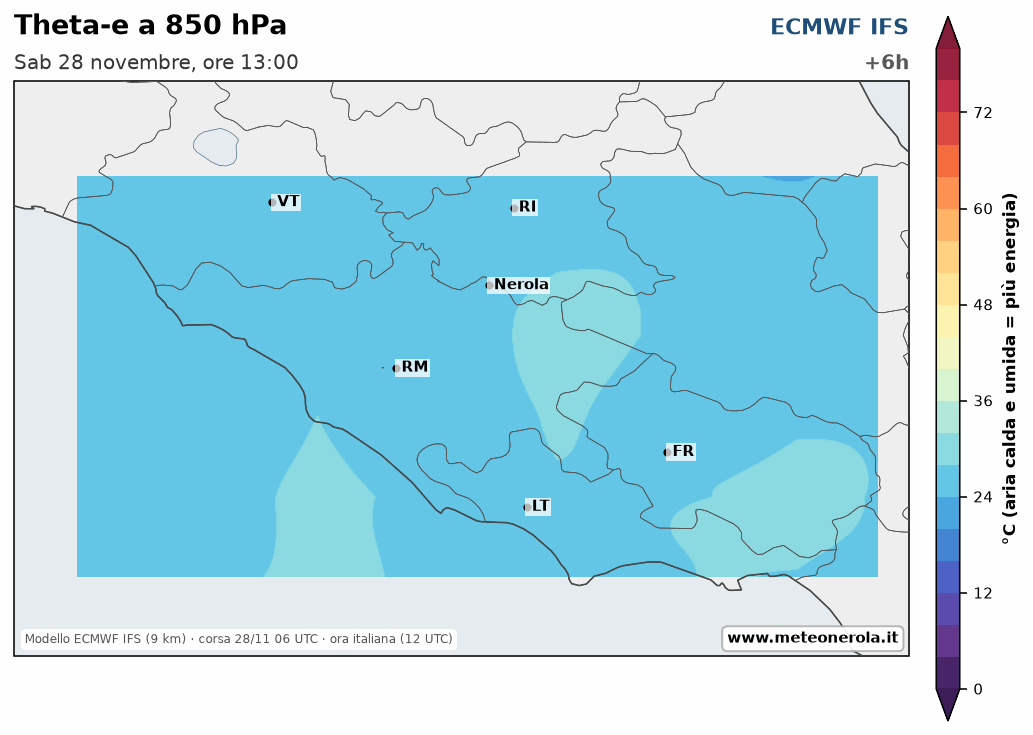 Theta-e a 850 hPa
ECMWF IFS
Sab 28 novembre, ore 13:00
+6h
72
60
48
36
24
12
0
°C (aria calda e umida = più energia)
VT
RI
Nerola
RM
FR
LT
Modello ECMWF IFS (9 km) · corsa 28/11 06 UTC · ora italiana (12 UTC)
www.meteonerola.it